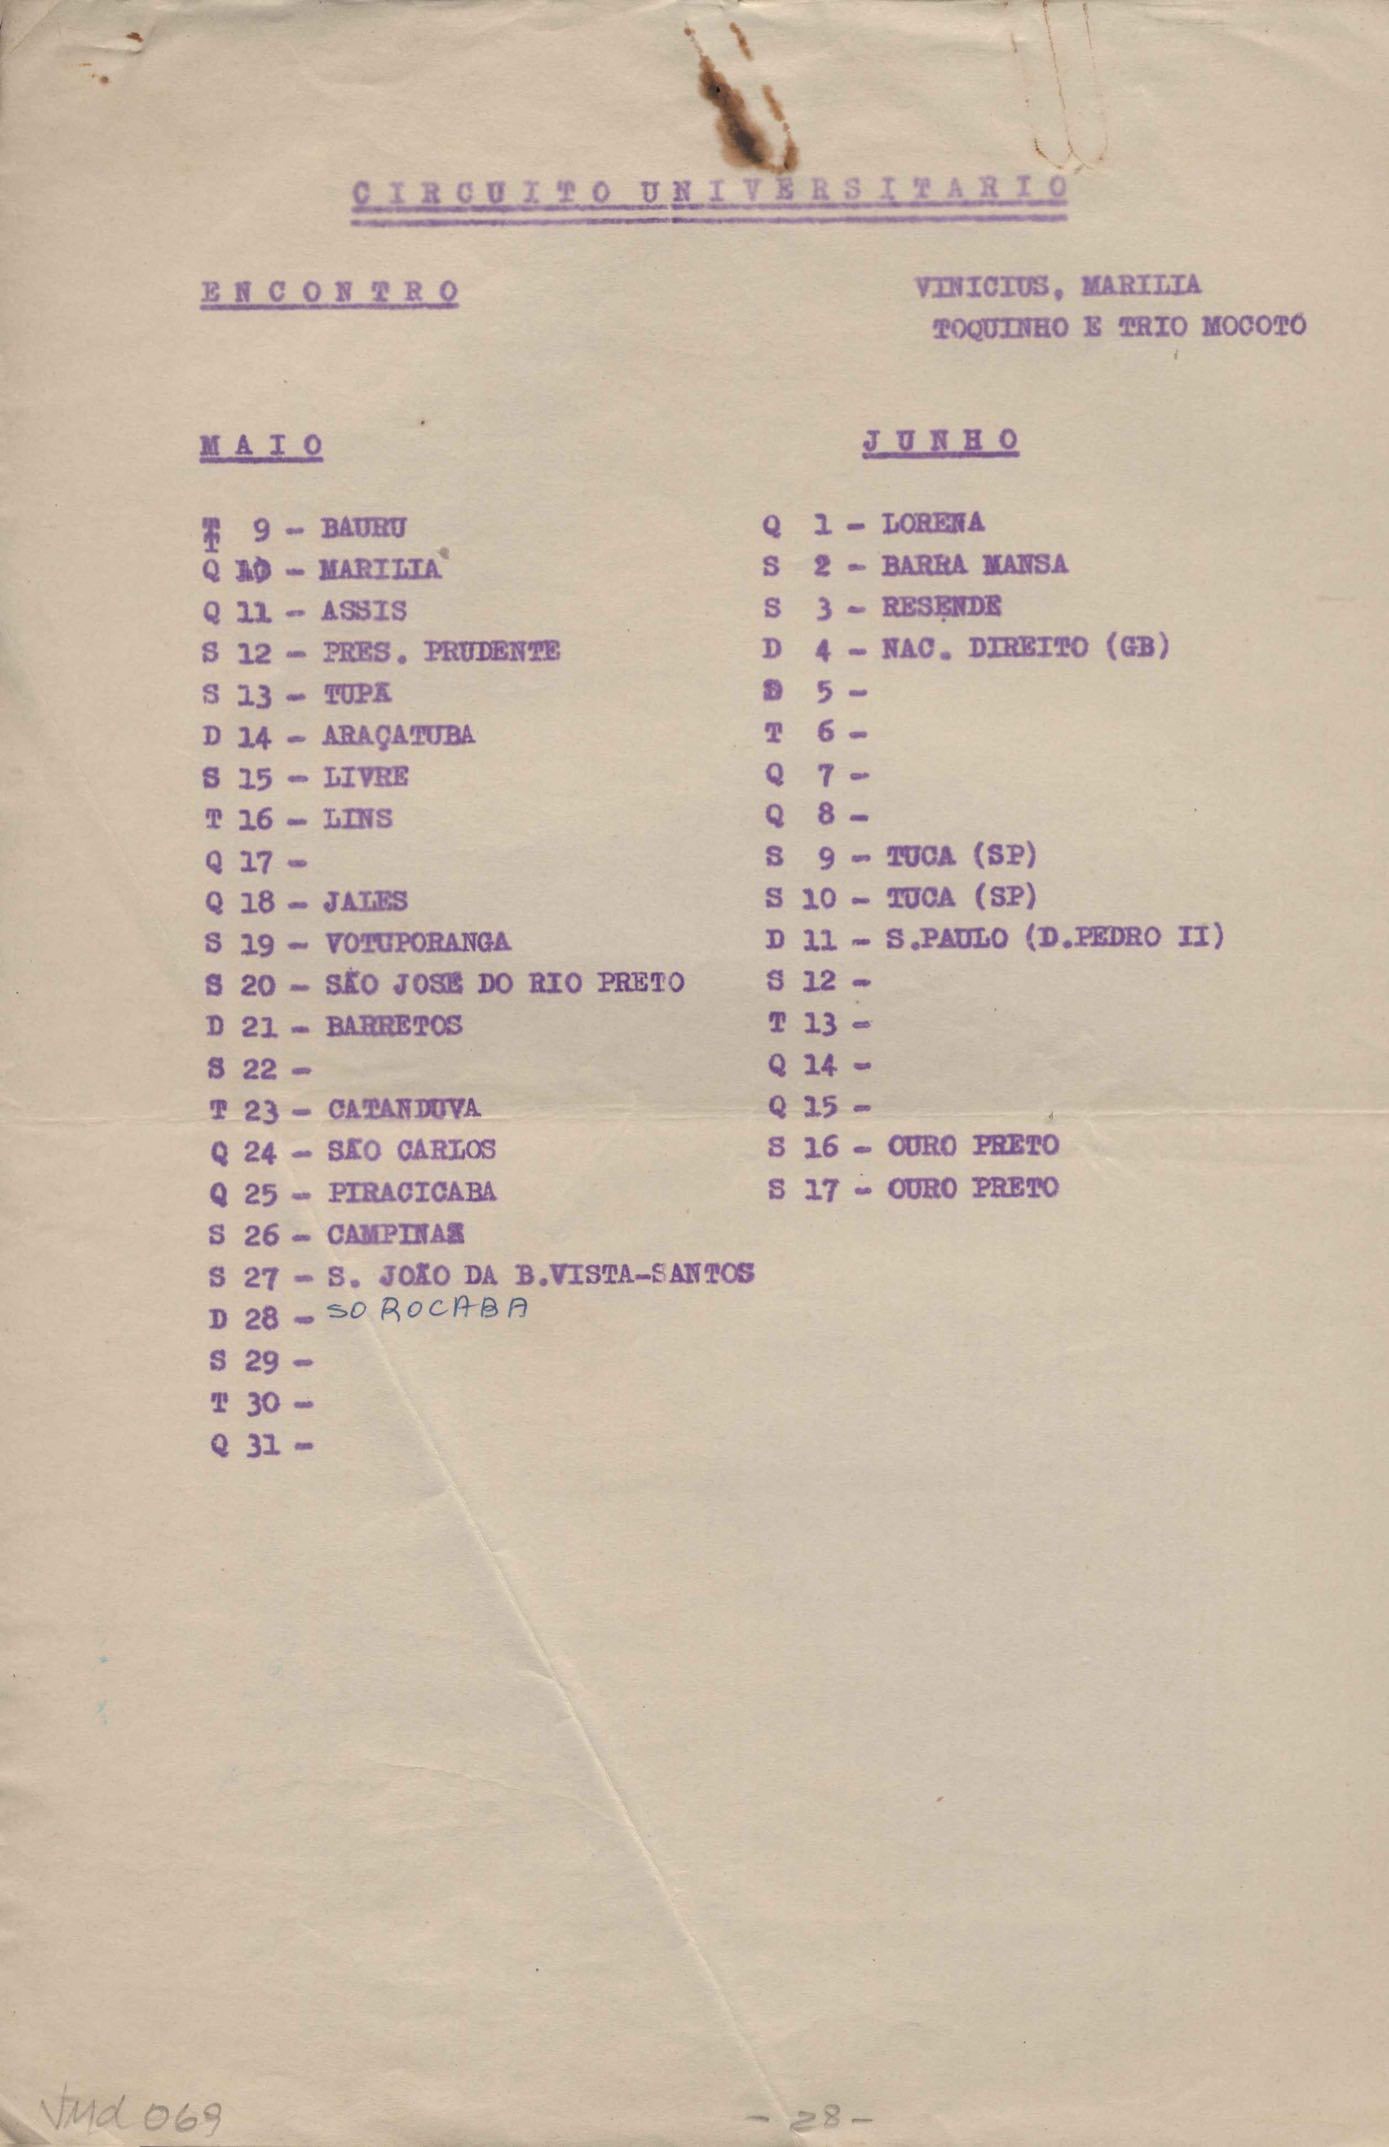 CIRCUITO UNIVERSITARIO
ENCONTRO
VINICIUS, MARILIA
TOQUINHO E TRIO MOCOTÓ
MAIO
T 9 - BAURU
Q 10 - MARILIA
Q 11 - ASSIS
S 12 - PRES. PRUDENTE
S 13 - TUPÃ
D 14 - ARAÇATUBA
S 15 - LIVRE
T 16 - LINS
Q 17 -
Q 18 - JALES
S 19 - VOTUPORANGA
S 20 - SÃO JOSÉ DO RIO PRETO
D 21 - BARRETOS
S 22 -
T 23 - CATANDUVA
Q 24 - SÃO CARLOS
Q 25 - PIRACICABA
S 26 - CAMPINAS
S 27 - S. JOÃO DA B.VISTA-SANTOS
D 28 - SOROCABA
S 29 -
T 30 -
Q 31 -
JUNHO
Q 1 - LORENA
S 2 - BARRA MANSA
S 3 - RESENDE
D 4 - NAC. DIREITO (GB)
S 5 -
T 6 -
Q 7 -
Q 8 -
S 9 - TUCA (SP)
S 10 - TUCA (SP)
D 11 - S.PAULO (D.PEDRO II)
S 12 -
T 13 -
Q 14 -
Q 15 -
S 16 - OURO PRETO
S 17 - OURO PRETO
VMd 069
- 28 -